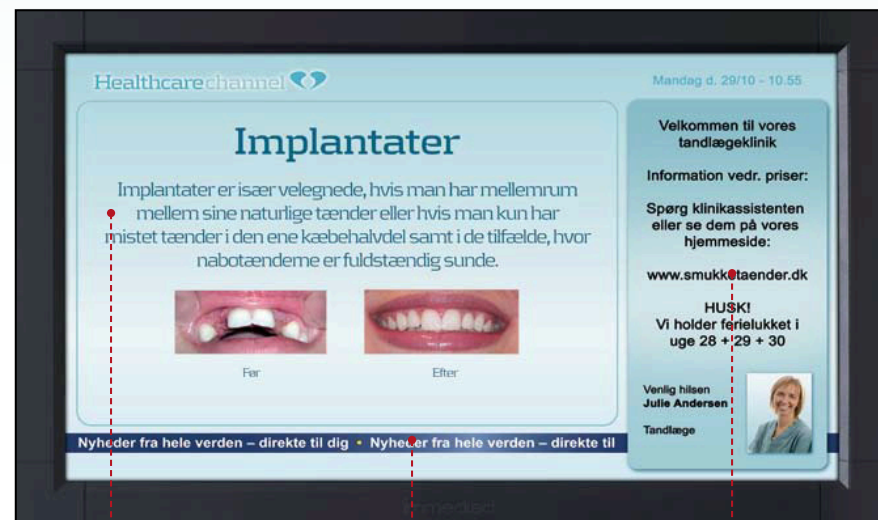 Healthcarechannel
Mandag d. 29/10 - 10.55
Implantater
Implantater er især velegnede, hvis man har mellemrum
mellem sine naturlige tænder eller hvis man kun har
mistet tænder i den ene kæbehalvdel samt i de tilfælde, hvor
nabotænderne er fuldstændig sunde.
Før
Efter
Velkommen til vores
tandlægeklinik
Information vedr. priser:
Spørg klinikassistenten
eller se dem på vores
hjemmeside:
www.smukketaender.dk
HUSK!
Vi holder ferielukket i
uge 28 + 29 + 30
Venlig hilsen
Julie Andersen
Tandlæge
Nyheder fra hele verden – direkte til dig • Nyheder fra hele verden – direkte til